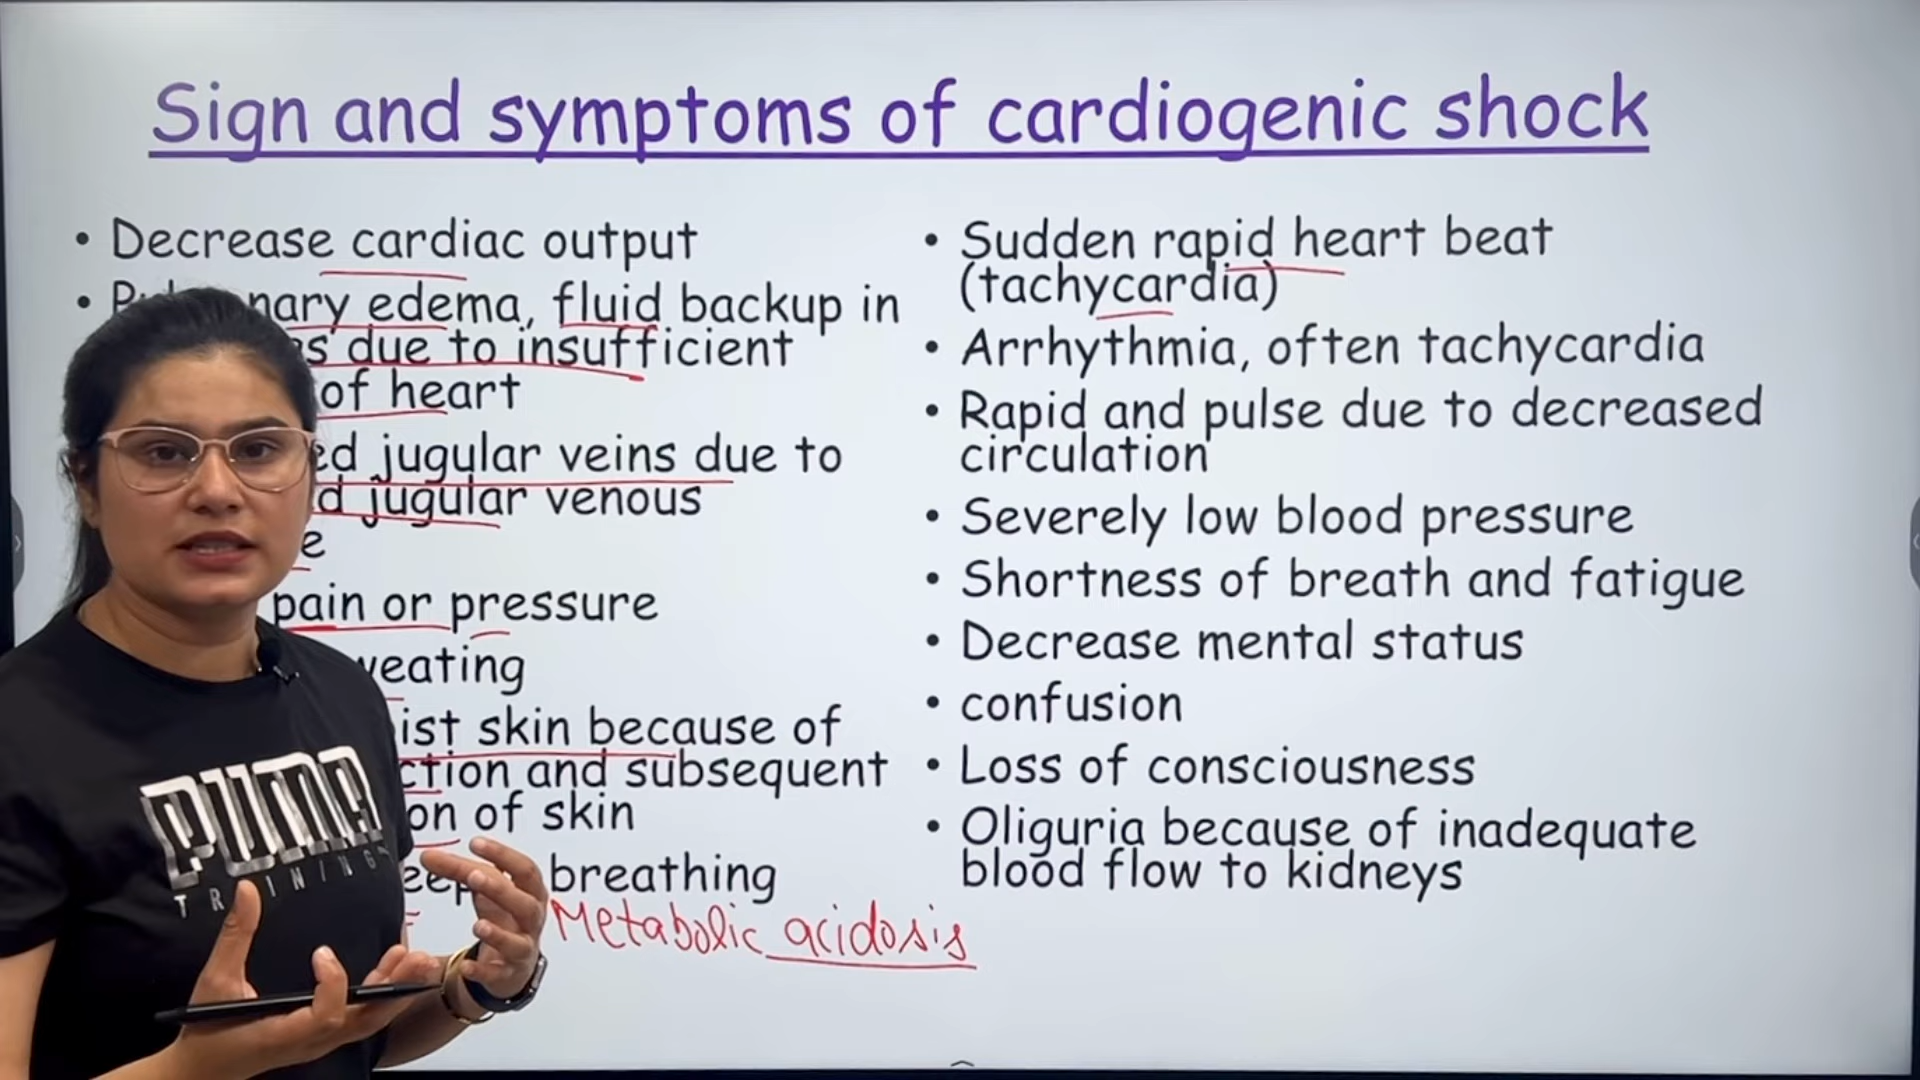 Sign and symptoms of cardiogenic shock
• Decrease cardiac output
• nary edema, fluid backup in
s due to insufficient
of heart
ed jugular veins due to
d jugular venous
e
pain or pressure
weating
ist skin because of
ction and subsequent
on of skin
eep breathing
Metabolic acidosis
• Sudden rapid heart beat
(tachycardia)
• Arrhythmia, often tachycardia
• Rapid and pulse due to decreased
circulation
• Severely low blood pressure
• Shortness of breath and fatigue
• Decrease mental status
• confusion
• Loss of consciousness
• Oliguria because of inadequate
blood flow to kidneys
PUMA
TRAINING